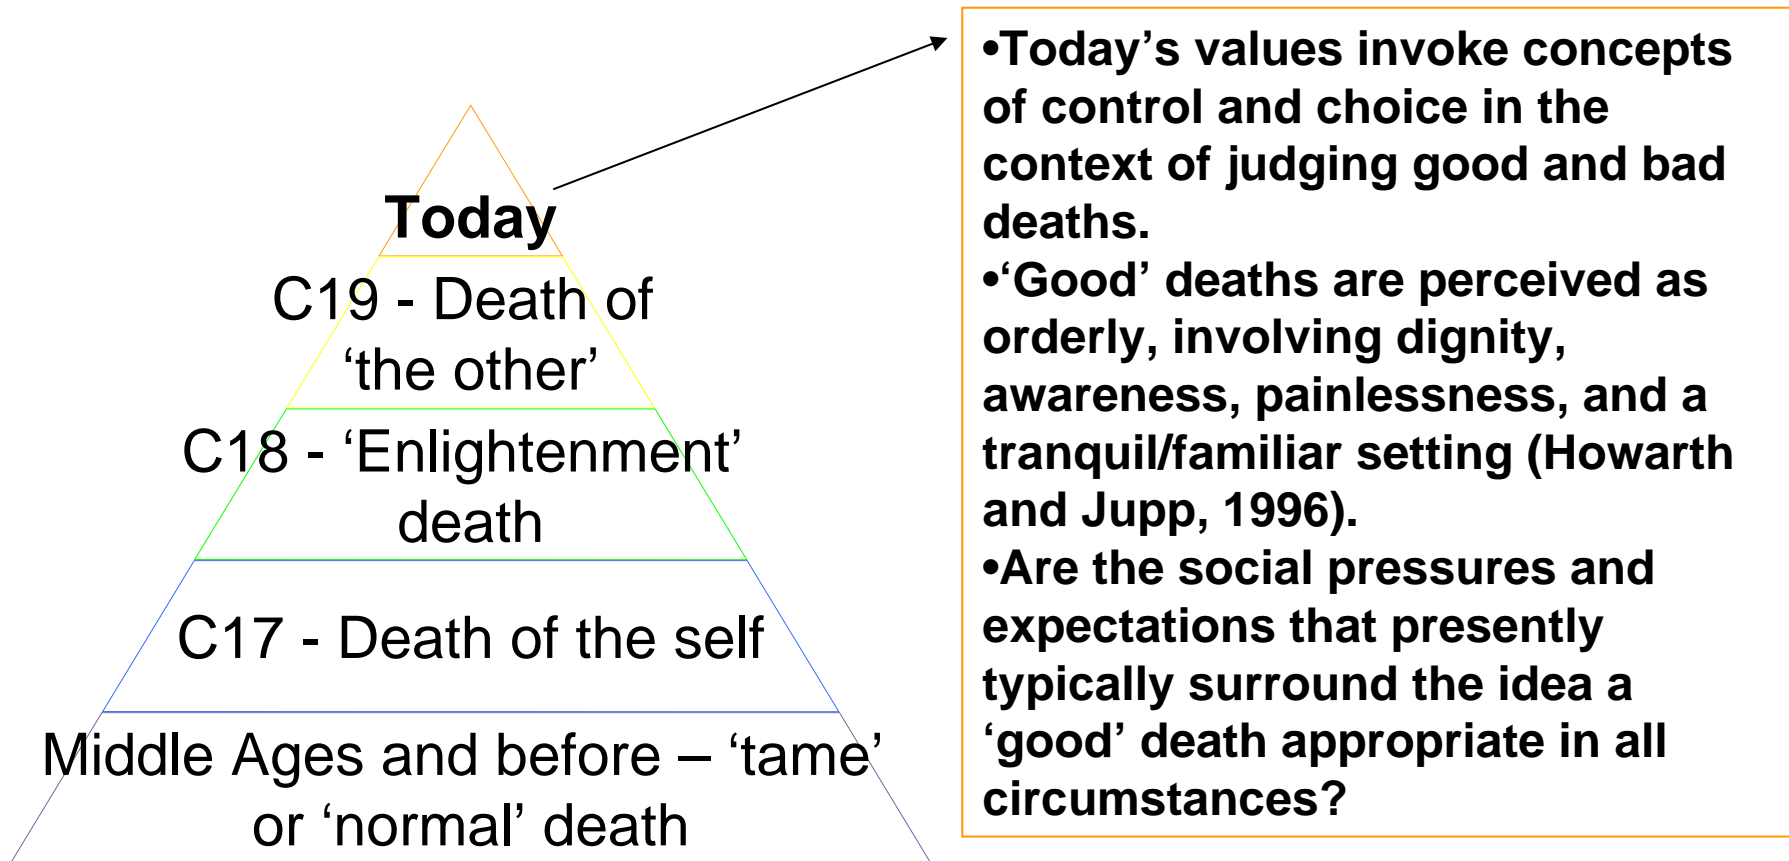 Today
C19 - Death of
‘the other’
C18 - ‘Enlightenment’
death
C17 - Death of the self
Middle Ages and before – ‘tame’
or ‘normal’ death
•Today’s values invoke concepts
of control and choice in the
context of judging good and bad
deaths.
•‘Good’ deaths are perceived as
orderly, involving dignity,
awareness, painlessness, and a
tranquil/familiar setting (Howarth
and Jupp, 1996).
•Are the social pressures and
expectations that presently
typically surround the idea a
‘good’ death appropriate in all
circumstances?